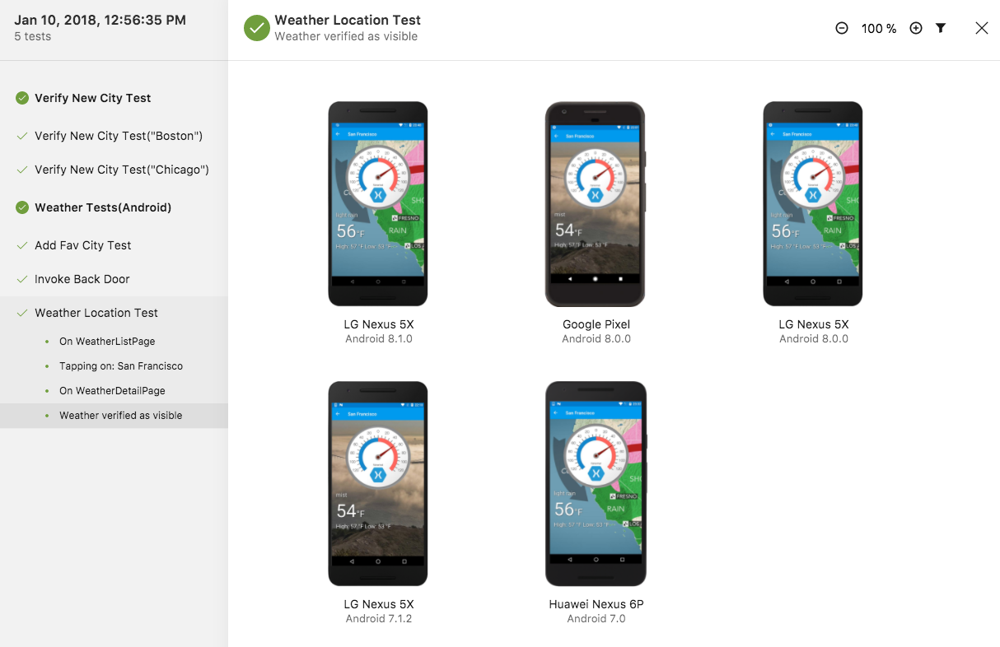 Jan 10, 2018, 12:56:35 PM
5 tests
Verify New City Test
Verify New City Test("Boston")
Verify New City Test("Chicago")
Weather Tests(Android)
Add Fav City Test
Invoke Back Door
Weather Location Test
On WeatherListPage
Tapping on: San Francisco
On WeatherDetailPage
Weather verified as visible
Weather Location Test
Weather verified as visible
100 %
San Francisco
light rain
FRESNO
56°F
RAIN
High: 57°F Low: 53 °F
LOS
LG Nexus 5X
Android 8.1.0
San Francisco
mist
54°F
High: 57 °F Low: 53 °F
Google Pixel
Android 8.0.0
San Francisco
light rain
FRESNO
56°F
RAIN
High: 57 °F Low: 53 °F
LOS
LG Nexus 5X
Android 8.0.0
San Francisco
mist
54°F
High: 57 °F Low: 53 °F
LG Nexus 5X
Android 7.1.2
San Francisco
light rain
FRESNO
56°F
RAIN
High: 57 °F Low: 53 °F
LOS
Huawei Nexus 6P
Android 7.0